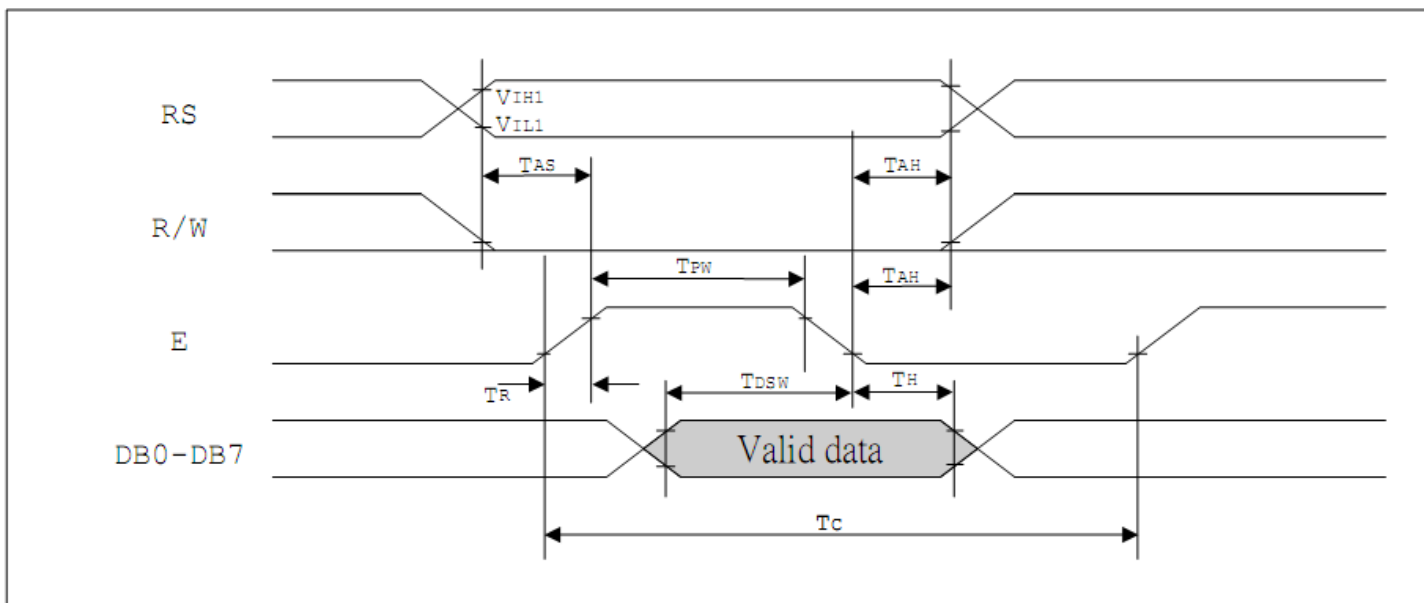 RS
VIH1
VIL1
TAS
TAH
R/W
TPW
TAH
E
TR
TDSW
TH
DB0-DB7
Valid data
TC